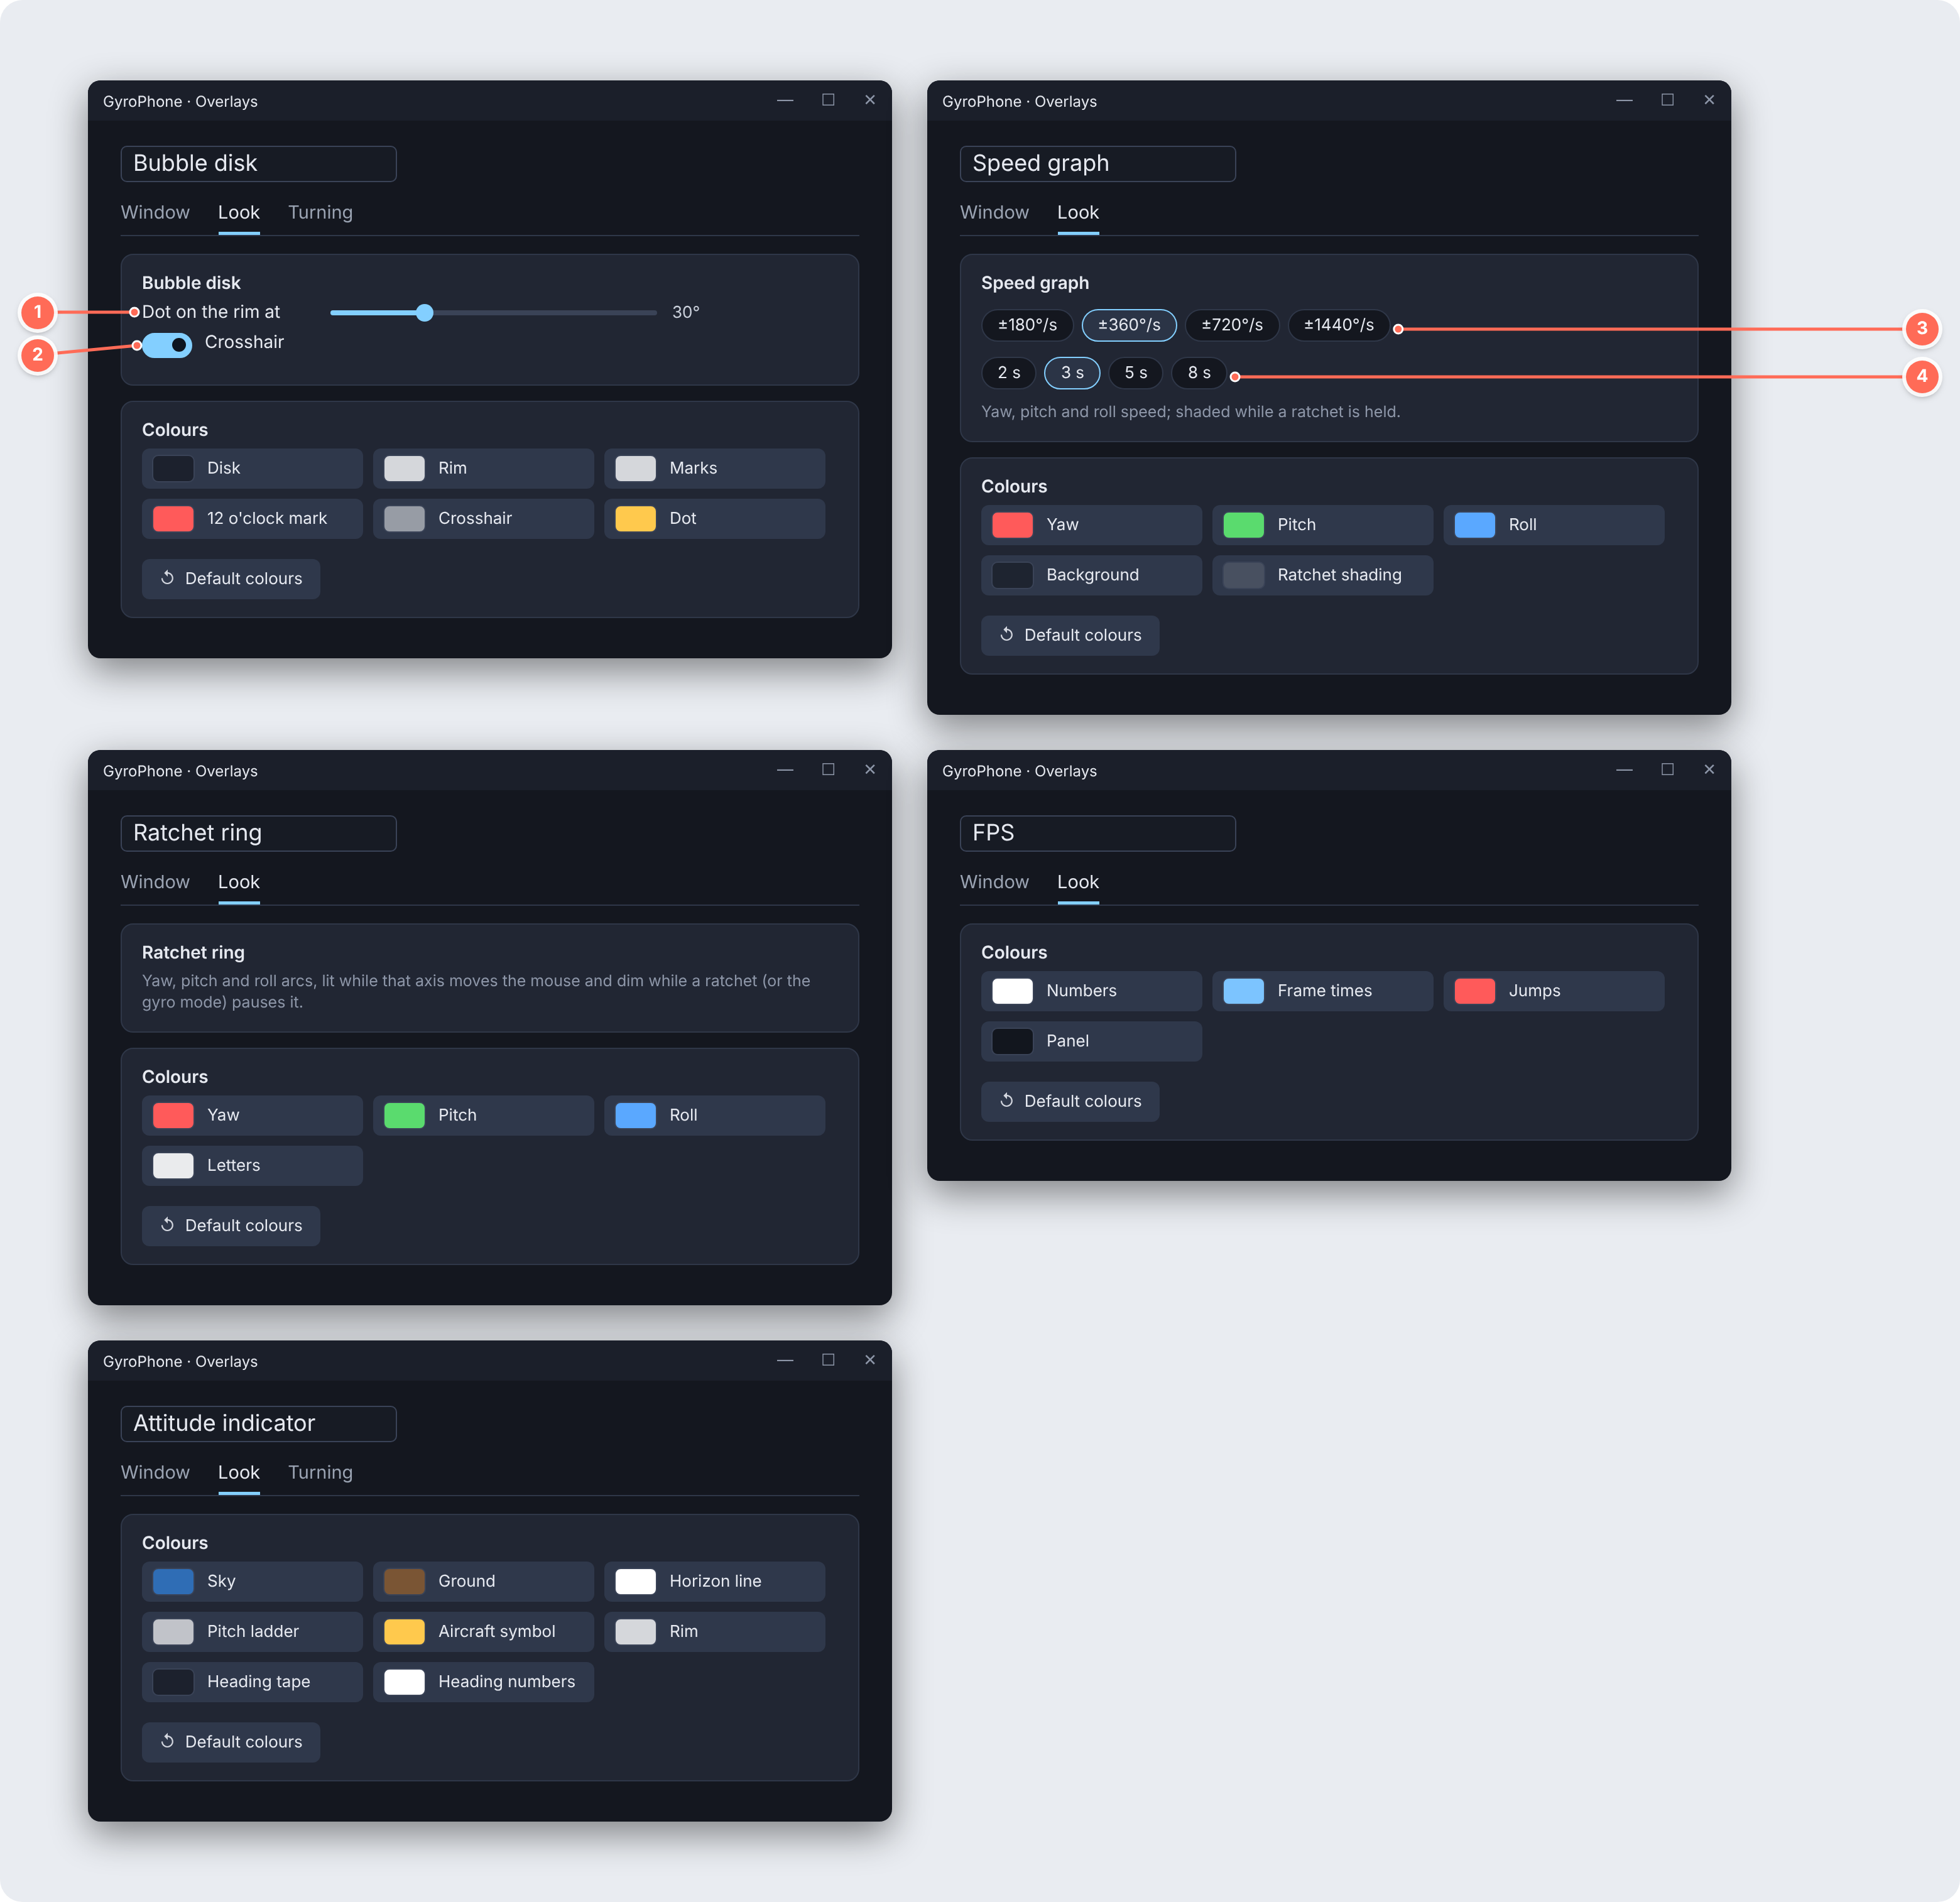 GyroPhone · Overlays
Bubble disk
Window Look Turning
Bubble disk
1
Dot on the rim at 30°
2
Crosshair
Colours
Disk Rim Marks
12 o'clock mark Crosshair Dot
Default colours
GyroPhone · Overlays
Speed graph
Window Look
Speed graph
±180°/s ±360°/s ±720°/s ±1440°/s
3
2 s 3 s 5 s 8 s
4
Yaw, pitch and roll speed; shaded while a ratchet is held.
Colours
Yaw Pitch Roll
Background Ratchet shading
Default colours
GyroPhone · Overlays
Ratchet ring
Window Look
Ratchet ring
Yaw, pitch and roll arcs, lit while that axis moves the mouse and dim while a ratchet (or the
gyro mode) pauses it.
Colours
Yaw Pitch Roll
Letters
Default colours
GyroPhone · Overlays
FPS
Window Look
Colours
Numbers Frame times Jumps
Panel
Default colours
GyroPhone · Overlays
Attitude indicator
Window Look Turning
Colours
Sky Ground Horizon line
Pitch ladder Aircraft symbol Rim
Heading tape Heading numbers
Default colours